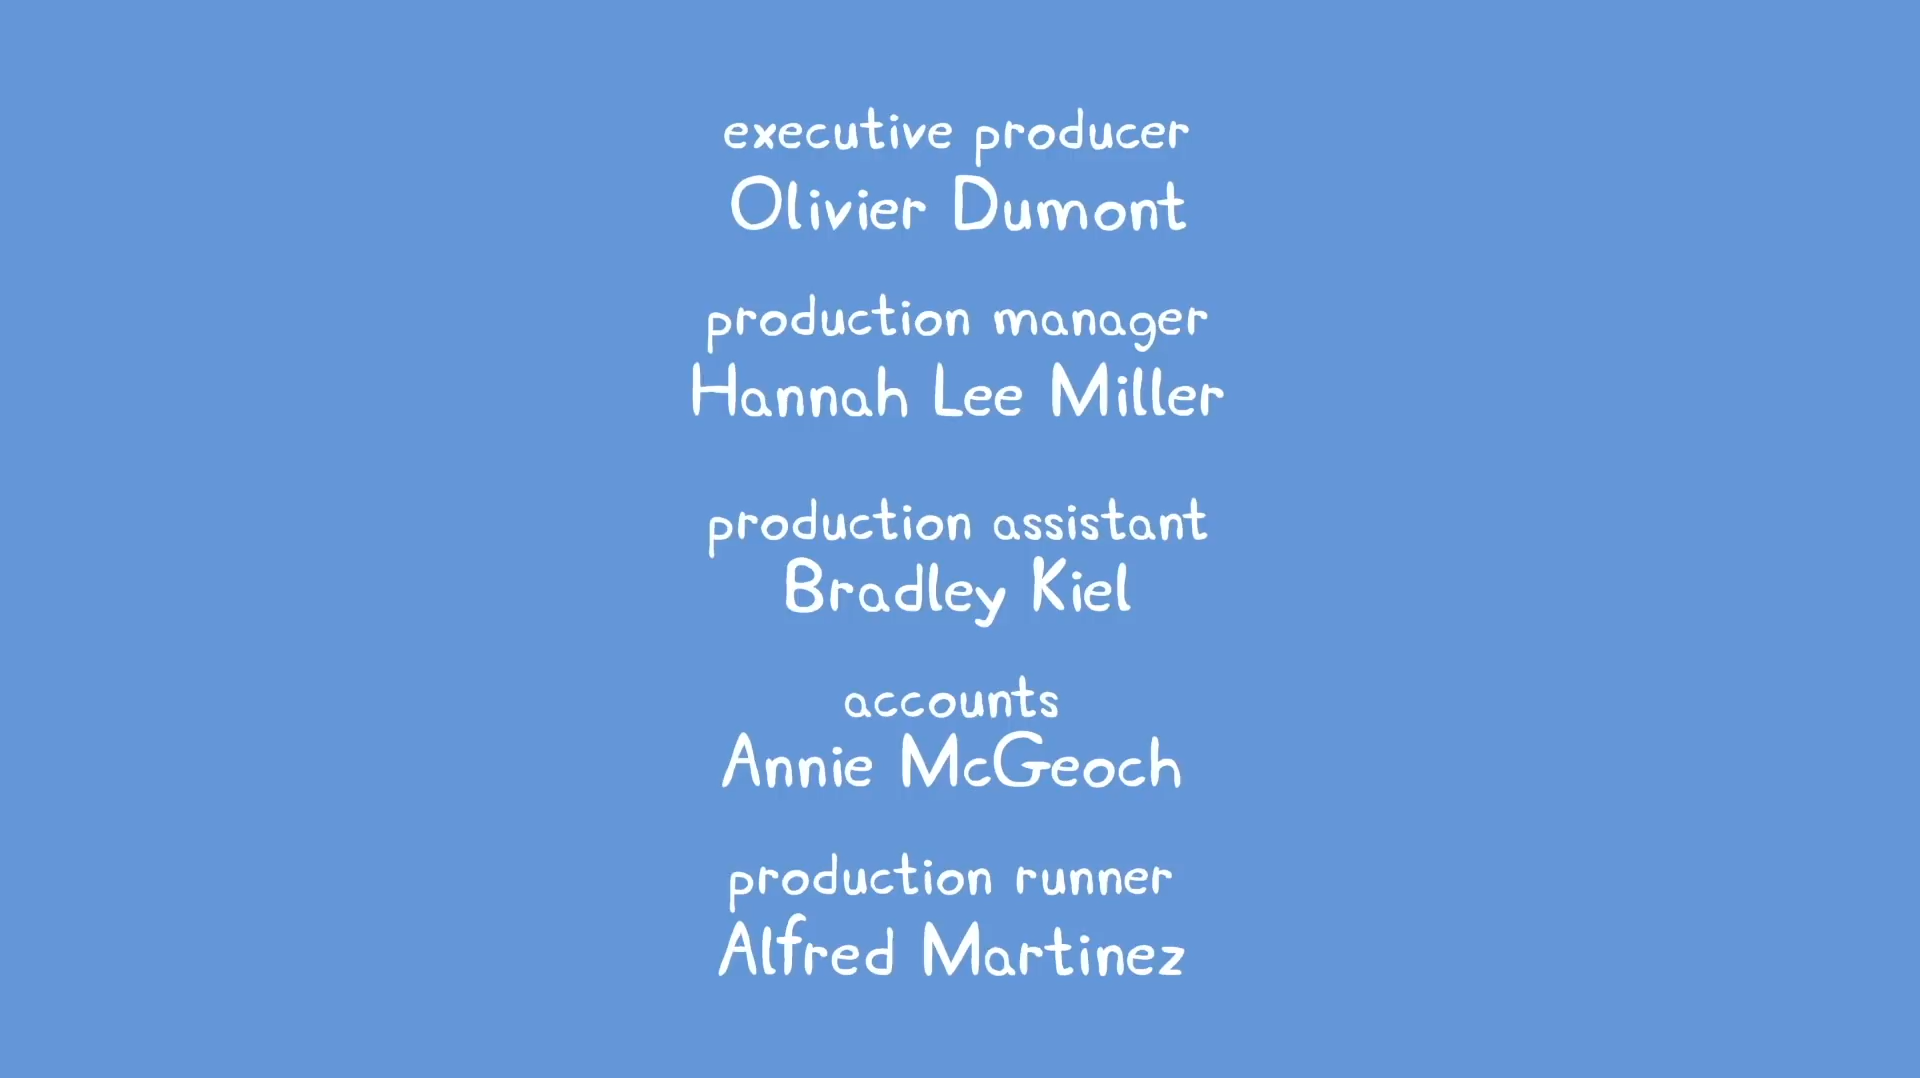 executive producer
Olivier Dumont
production manager
Hannah Lee Miller
production assistant
Bradley Kiel
accounts
Annie McGeoch
production runner
Alfred Martinez